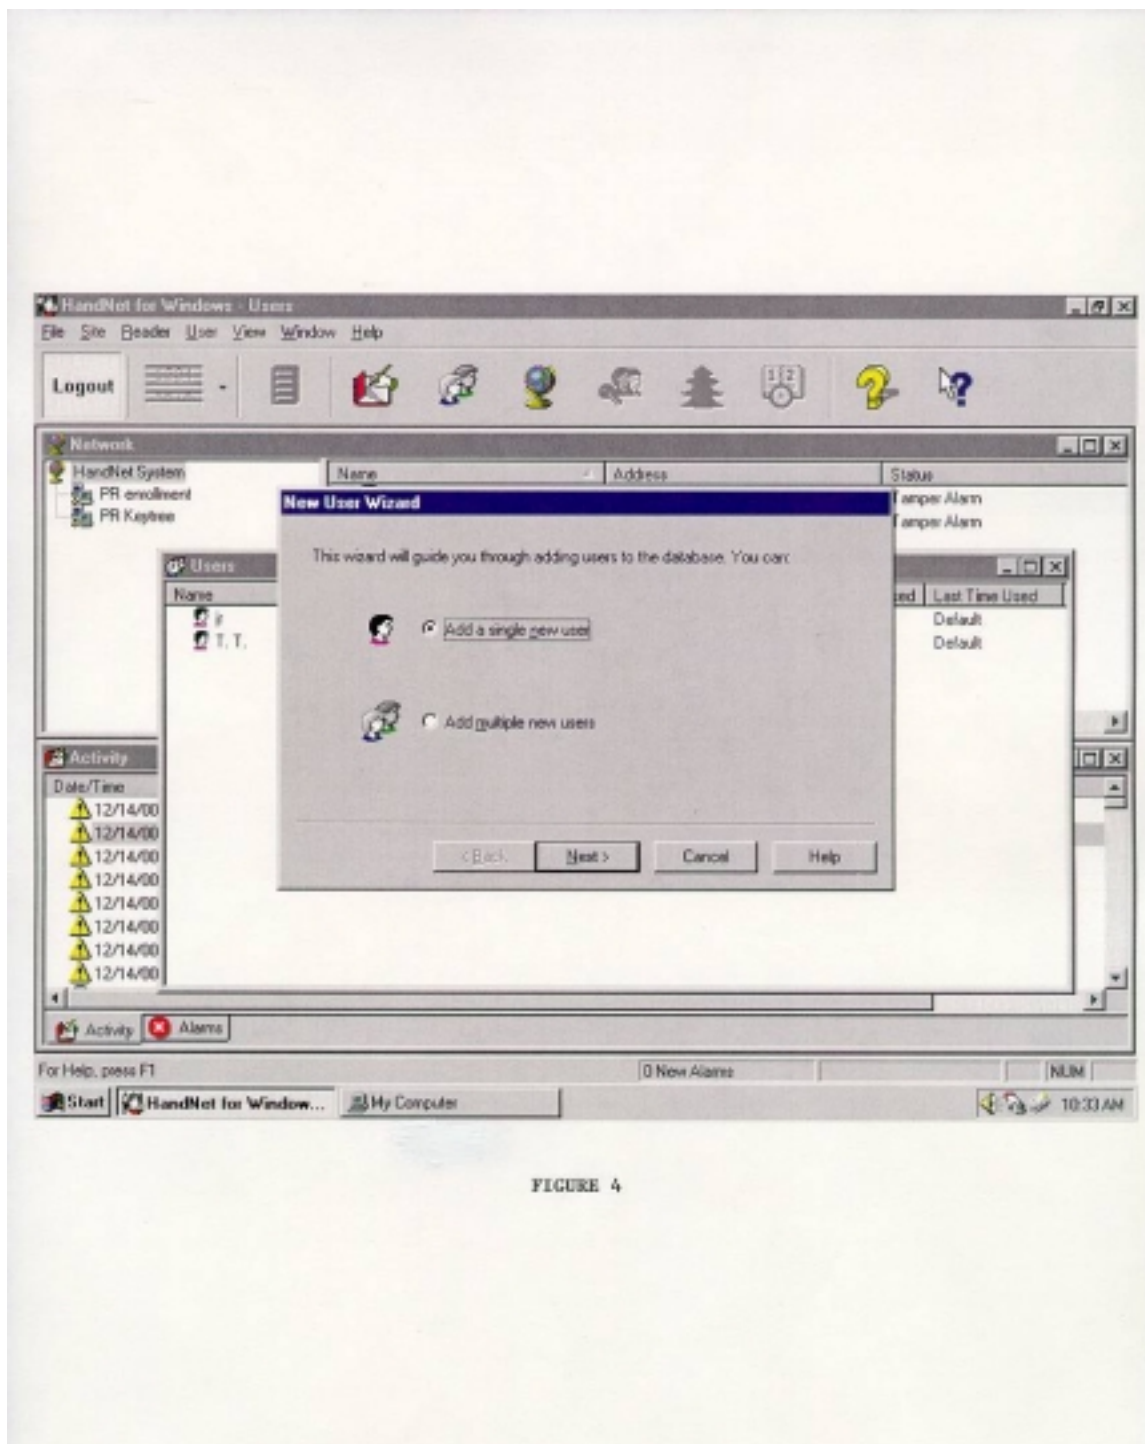 HandNet for Windows - Users
File Site Reader User View Window Help
Logout
Network
HandNet System
PR enrollment
PR Keytree
Name Address Status
Tamper Alarm
Tamper Alarm
New User Wizard
This wizard will guide you through adding users to the database. You can:
Add a single new user
Add multiple new users
< Back Next > Cancel Help
Users
Name Last Time Used
T. T. Default
Default
Activity
Date/Time
12/14/00
12/14/00
12/14/00
12/14/00
12/14/00
12/14/00
12/14/00
12/14/00
Activity Alarms
For Help, press F1 0 New Alarms NUM
Start HandNet for Window... My Computer 10:33 AM
FIGURE 4